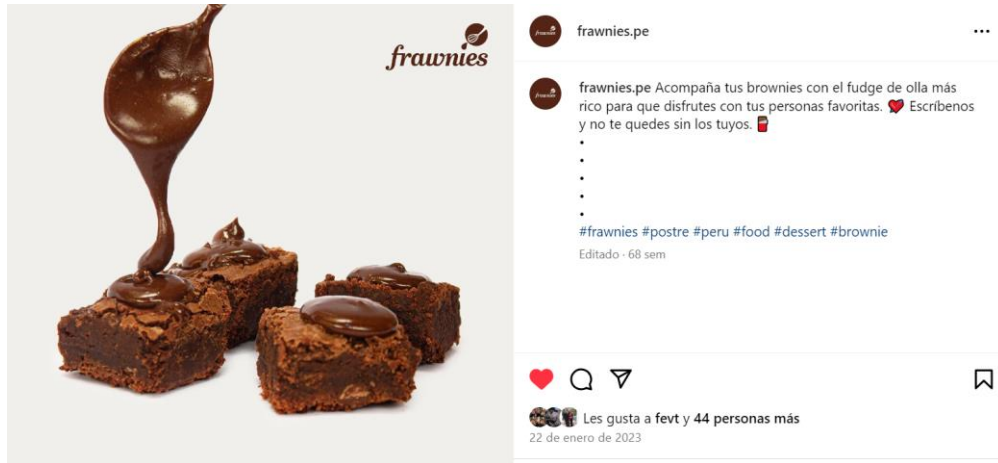 frawnies
frawnies.pe
frawnies.pe Acompaña tus brownies con el fudge de olla más
rico para que disfrutes con tus personas favoritas. ❤️ Escríbenos
y no te quedes sin los tuyos. 🍫
•
•
•
•
•
#frawnies #postre #peru #food #dessert #brownie
Editado · 68 sem
Les gusta a fevt y 44 personas más
22 de enero de 2023